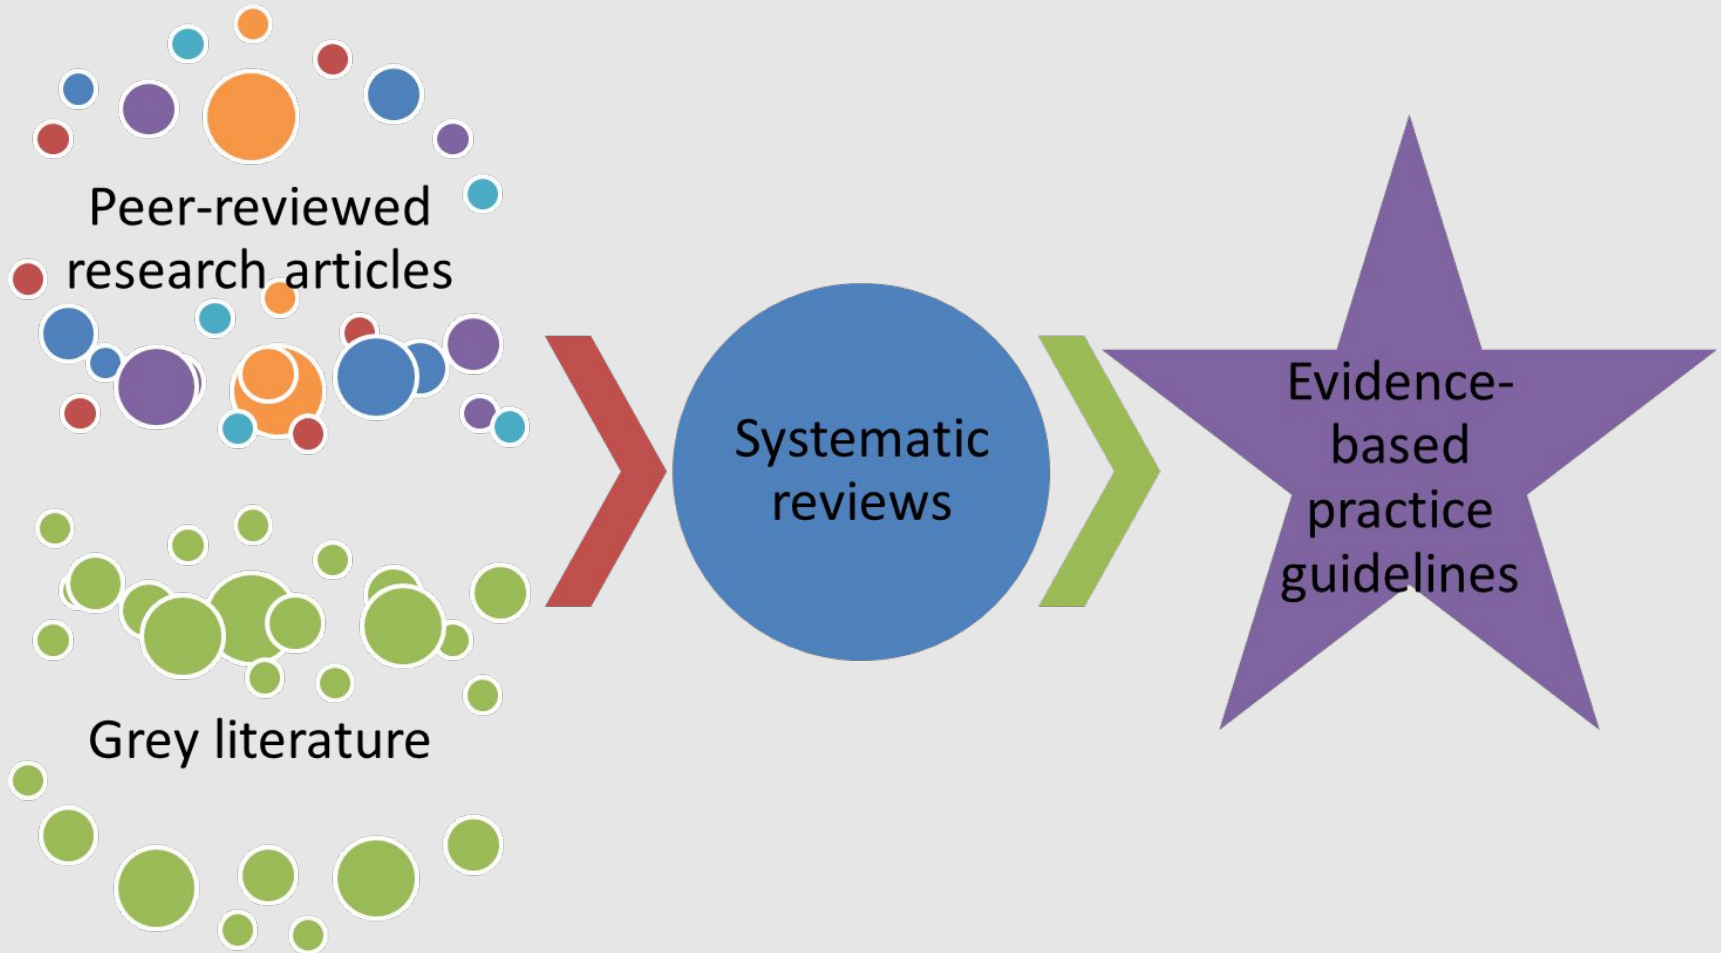 Peer-reviewed
research articles
Grey literature
Systematic
reviews
Evidence-
based
practice
guidelines